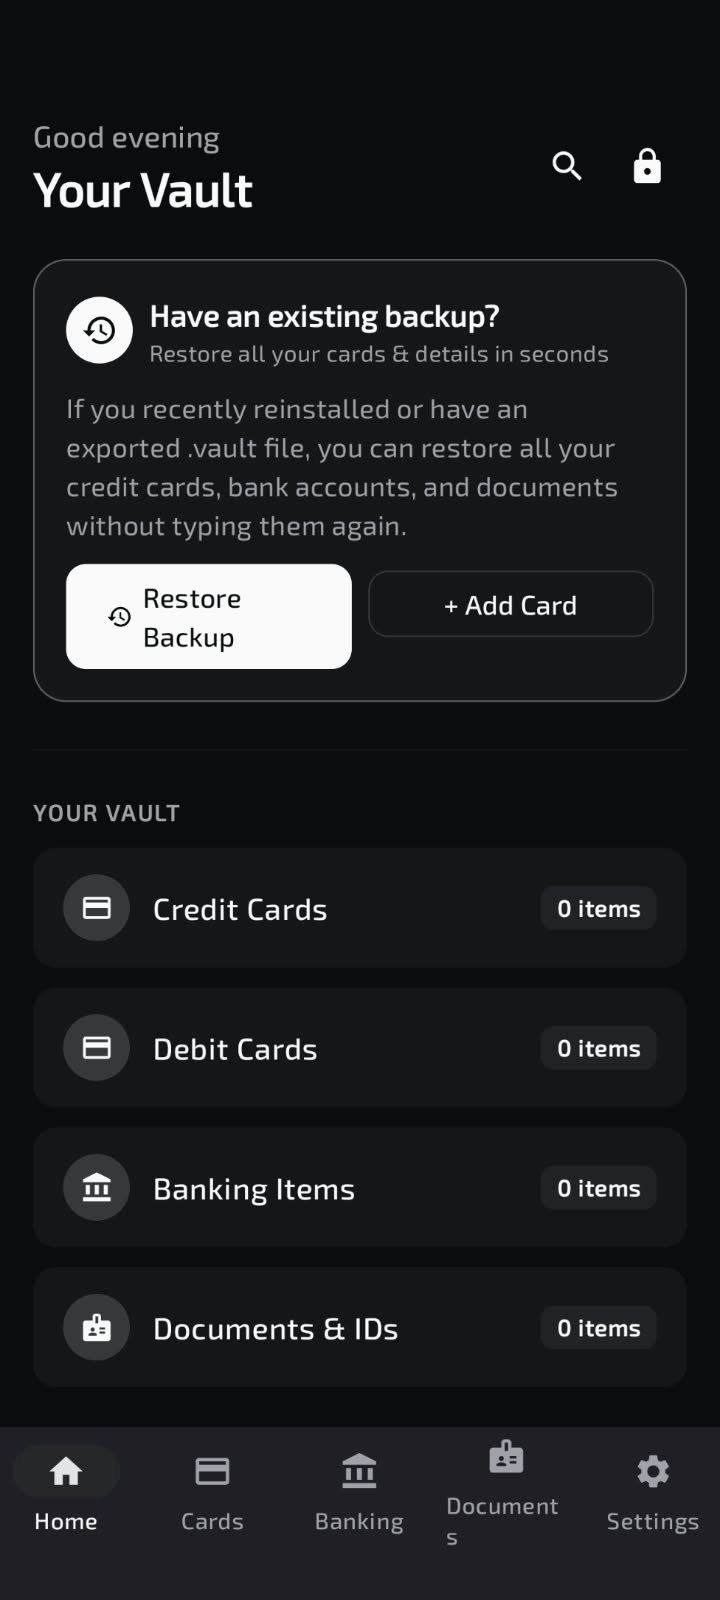 Good evening
Your Vault
Have an existing backup?
Restore all your cards & details in seconds
If you recently reinstalled or have an
exported .vault file, you can restore all your
credit cards, bank accounts, and documents
without typing them again.
Restore
Backup
+ Add Card
YOUR VAULT
Credit Cards
0 items
Debit Cards
0 items
Banking Items
0 items
Documents & IDs
0 items
Home
Cards
Banking
Document
s
Settings